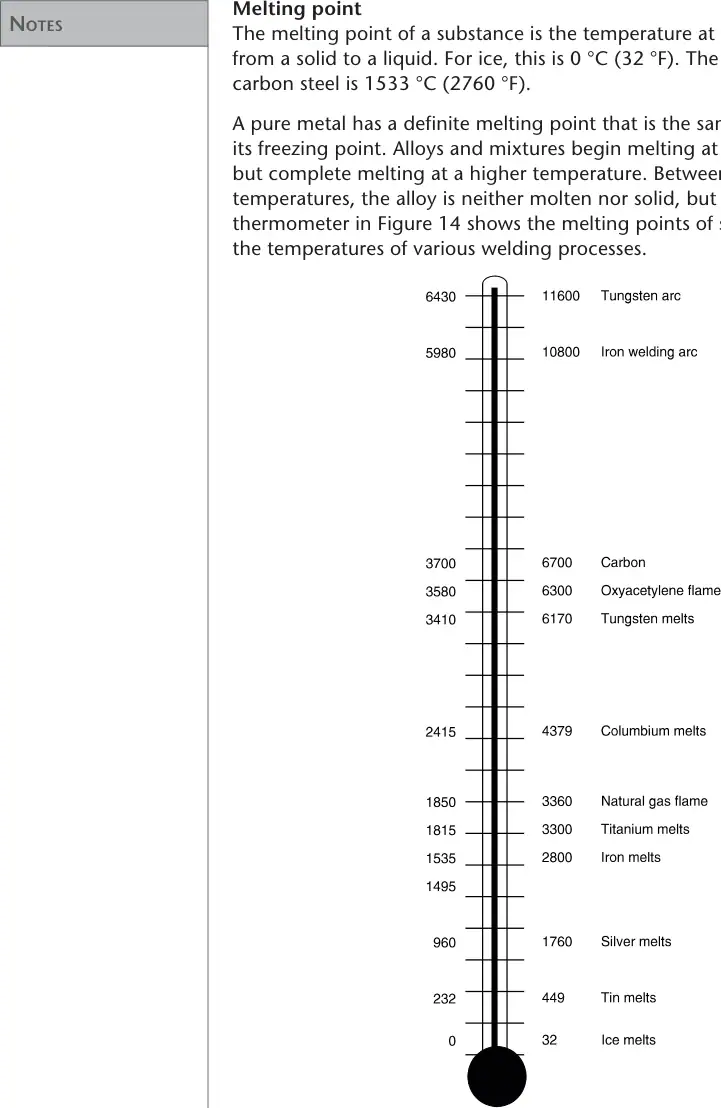 NOTES
Melting point
The melting point of a substance is the temperature at
from a solid to a liquid. For ice, this is 0 °C (32 °F). The
carbon steel is 1533 °C (2760 °F).
A pure metal has a definite melting point that is the sam
its freezing point. Alloys and mixtures begin melting at
but complete melting at a higher temperature. Between
temperatures, the alloy is neither molten nor solid, but
thermometer in Figure 14 shows the melting points of s
the temperatures of various welding processes.
6430 11600 Tungsten arc
5980 10800 Iron welding arc
3700 6700 Carbon
3580 6300 Oxyacetylene flame
3410 6170 Tungsten melts
2415 4379 Columbium melts
1850 3360 Natural gas flame
1815 3300 Titanium melts
1535 2800 Iron melts
1495
960 1760 Silver melts
232 449 Tin melts
0 32 Ice melts